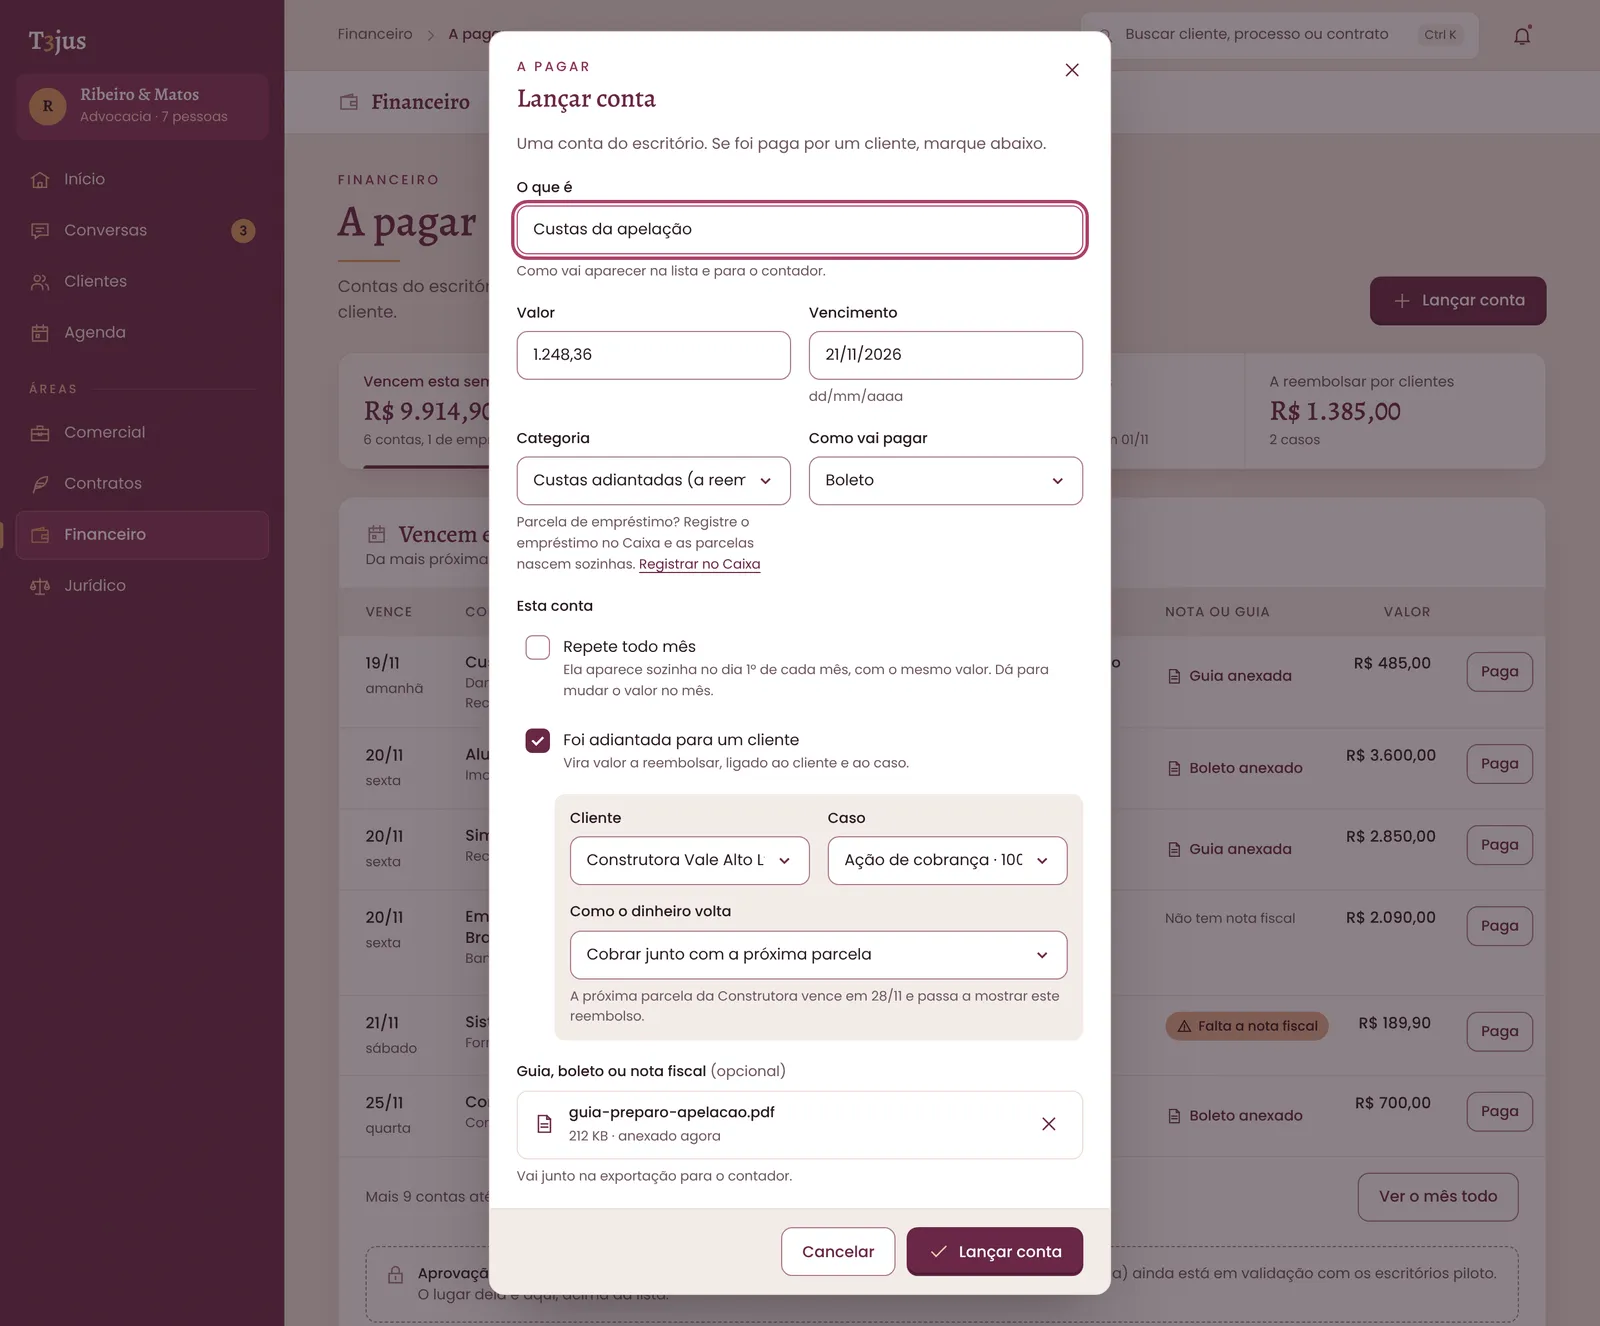 T3jus
R
Ribeiro & Matos
Advocacia · 7 pessoas
Início
Conversas
3
Clientes
Agenda
ÁREAS
Comercial
Contratos
Financeiro
Jurídico
Financeiro
Buscar cliente, processo ou contrato
Ctrl K
Financeiro
FINANCEIRO
A pagar
cliente.
Lançar conta
Vencem esta
R$ 9.914,90
6 contas, 1 de
01/11
A reembolsar por clientes
R$ 1.385,00
2 casos
Vencem
Da mais próxima
VENCE
NOTA OU GUIA
VALOR
19/11
amanhã
Guia anexada
R$ 485,00
Paga
20/11
sexta
Boleto anexado
R$ 3.600,00
Paga
20/11
sexta
Guia anexada
R$ 2.850,00
Paga
20/11
sexta
Não tem nota fiscal
R$ 2.090,00
Paga
21/11
sábado
Falta a nota fiscal
R$ 189,90
Paga
25/11
quarta
Boleto anexado
R$ 700,00
Paga
Mais 9 contas até
Ver o mês todo
ainda está em validação com os escritórios piloto.
A PAGAR
Lançar conta
Uma conta do escritório. Se foi paga por um cliente, marque abaixo.
O que é
Custas da apelação
Como vai aparecer na lista e para o contador.
Valor
Vencimento
1.248,36
21/11/2026
dd/mm/aaaa
Categoria
Como vai pagar
Custas adiantadas (a reem
Boleto
Parcela de empréstimo? Registre o
empréstimo no Caixa e as parcelas
nascem sozinhas. Registrar no Caixa
Esta conta
Repete todo mês
Ela aparece sozinha no dia 1º de cada mês, com o mesmo valor. Dá para
mudar o valor no mês.
Foi adiantada para um cliente
Vira valor a reembolsar, ligado ao cliente e ao caso.
Cliente
Caso
Construtora Vale Alto L
Ação de cobrança · 100
Como o dinheiro volta
Cobrar junto com a próxima parcela
A próxima parcela da Construtora vence em 28/11 e passa a mostrar este
reembolso.
Guia, boleto ou nota fiscal (opcional)
guia-preparo-apelacao.pdf
212 KB · anexado agora
Vai junto na exportação para o contador.
Cancelar
Lançar conta